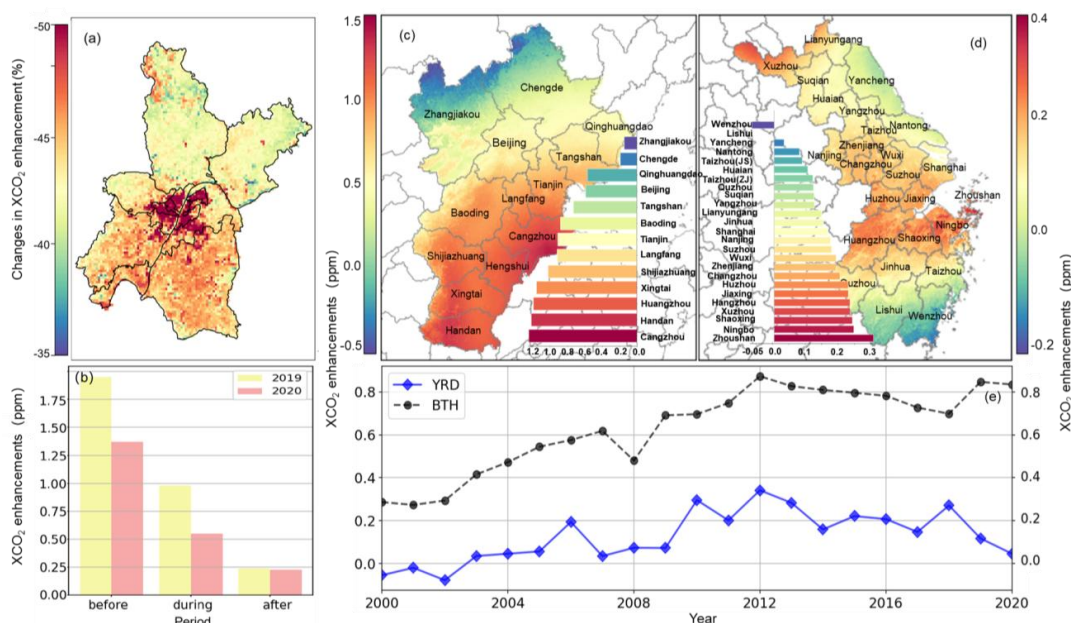 Changes in XCO₂ enhancement (%)
-50
-45
-40
-35
(a)
(b)
XCO₂ enhancements (ppm)
1.75
1.50
1.25
1.00
0.75
0.50
0.25
0.00
2019
2020
before during after
Period
XCO₂ enhancements (ppm)
1.5
1.0
0.5
0.0
-0.5
(c)
Chengde
Zhangjiakou
Qinghuangdao
Beijing
Tangshan
Tianjin
Langfang
Baoding
Cangzhou
Shijiazhuang
Hengshui
Xingtai
Handan
Zhangjiakou
Chengde
Qinghuangdao
Beijing
Tangshan
Baoding
Tianjin
Langfang
Shijiazhuang
Xingtai
Huangzhou
Handan
Cangzhou
1.2 1.0 0.8 0.6 0.4 0.2 0.0
(d)
Lianyungang
Xuzhou
Suqian
Yancheng
Huaian
Yangzhou
Taizhou
Nantong
Zhenjiang
Nanjing
Wuxi
Changzhou
Shanghai
Suzhou
Zhoushan
Huzhou Jiaxing
Ningbo
Huangzhou
Shaoxing
Jinhua
Taizhou
Quzhou
Lishui
Wenzhou
Wenzhou
Lishui
Yancheng
Nantong
Taizhou(JS)
Huaian
Taizhou(ZJ)
Quzhou
Suqian
Yangzhou
Lianyungang
Jinhua
Shanghai
Nanjing
Suzhou
Wuxi
Zhenjiang
Changzhou
Huzhou
Jiaxing
Hangzhou
Xuzhou
Shaoxing
Ningbo
Zhoushan
-0.05 0.0 0.1 0.2 0.3
0.4
0.2
0.0
-0.2
XCO₂ enhancements (ppm)
(e)
YRD
BTH
XCO₂ enhancements (ppm)
0.8
0.6
0.4
0.2
0.0
0.8
0.6
0.4
0.2
0.0
XCO₂ enhancements (ppm)
2000 2004 2008 2012 2016 2020
Year